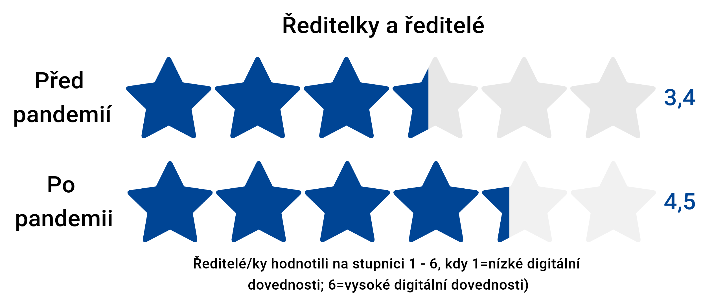 Ředitelky a ředitelé
Před
pandemií
3,4
Po
pandemii
4,5
Ředitelé/ky hodnotili na stupnici 1 - 6, kdy 1=nízké digitální
dovednosti; 6=vysoké digitální dovednosti)